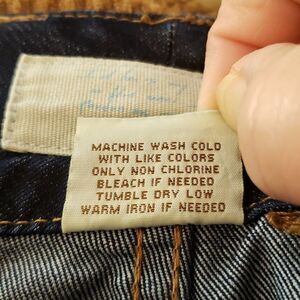 MACHINE WASH COLD
WITH LIKE COLORS
ONLY NON CHLORINE
BLEACH IF NEEDED
TUMBLE DRY LOW
WARM IRON IF NEEDED